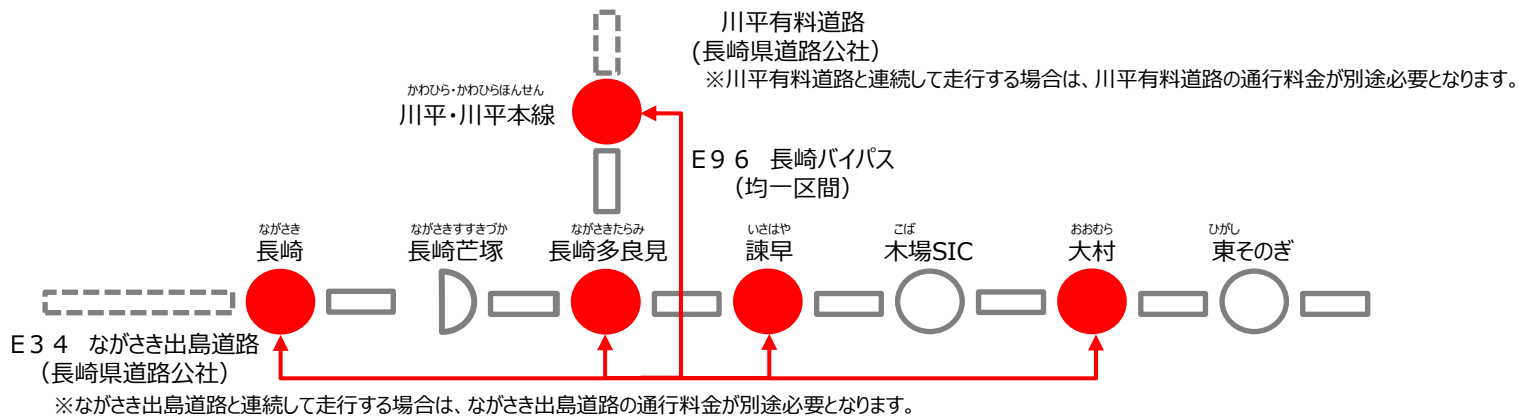 川平有料道路
(長崎県道路公社）
※川平有料道路と連続して走行する場合は、川平有料道路の通行料金が別途必要となります。
かわひら・かわひらほんせん
川平・川平本線
Ｅ９６　長崎バイパス
（均一区間）
ながさき
長崎
ながさきすすきづか
長崎芒塚
ながさきたらみ
長崎多良見
いさはや
諫早
こば
木場SIC
おおむら
大村
ひがし
東そのぎ
Ｅ３４　ながさき出島道路
（長崎県道路公社）
※ながさき出島道路と連続して走行する場合は、ながさき出島道路の通行料金が別途必要となります。